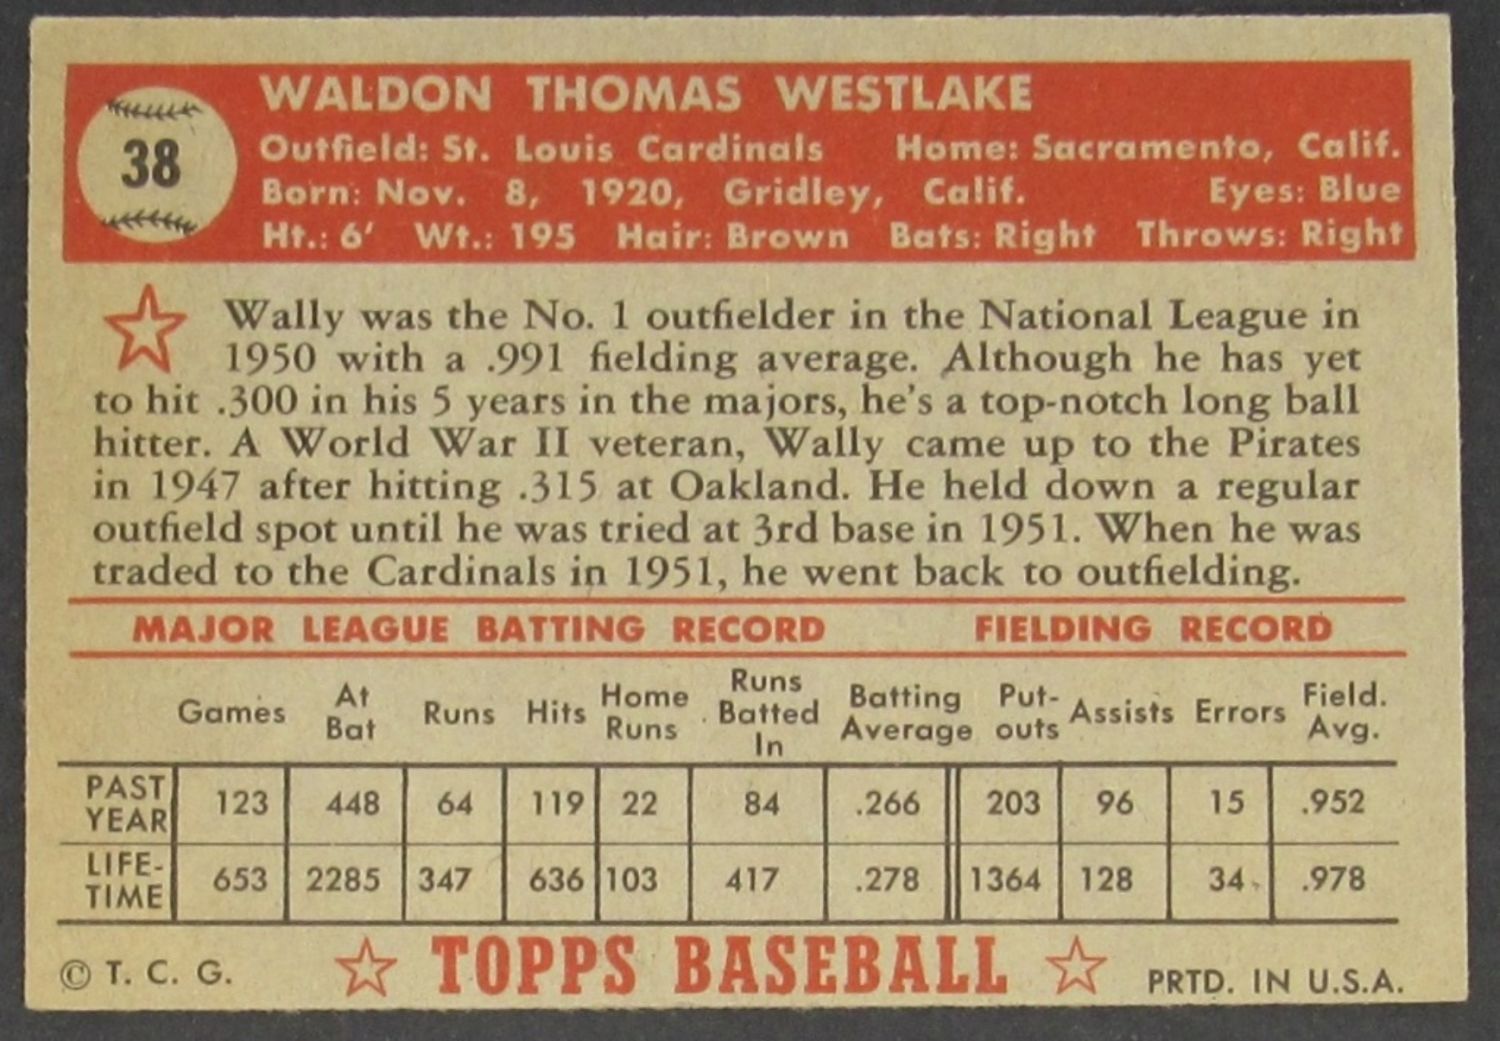 38
WALDON THOMAS WESTLAKE
Outfield: St. Louis Cardinals Home: Sacramento, Calif.
Born: Nov. 8, 1920, Gridley, Calif. Eyes: Blue
Ht.: 6' Wt.: 195 Hair: Brown Bats: Right Throws: Right
Wally was the No. 1 outfielder in the National League in
1950 with a .991 fielding average. Although he has yet
to hit .300 in his 5 years in the majors, he's a top-notch long ball
hitter. A World War II veteran, Wally came up to the Pirates
in 1947 after hitting .315 at Oakland. He held down a regular
outfield spot until he was tried at 3rd base in 1951. When he was
traded to the Cardinals in 1951, he went back to outfielding.
MAJOR LEAGUE BATTING RECORD FIELDING RECORD
Games At Bat Runs Hits Home Runs Runs Batted In Batting Average Put-outs Assists Errors Field. Avg.
PAST YEAR 123 448 64 119 22 84 .266 203 96 15 .952
LIFE-TIME 653 2285 347 636 103 417 .278 1364 128 34 .978
© T. C. G. TOPPS BASEBALL PRTD. IN U.S.A.